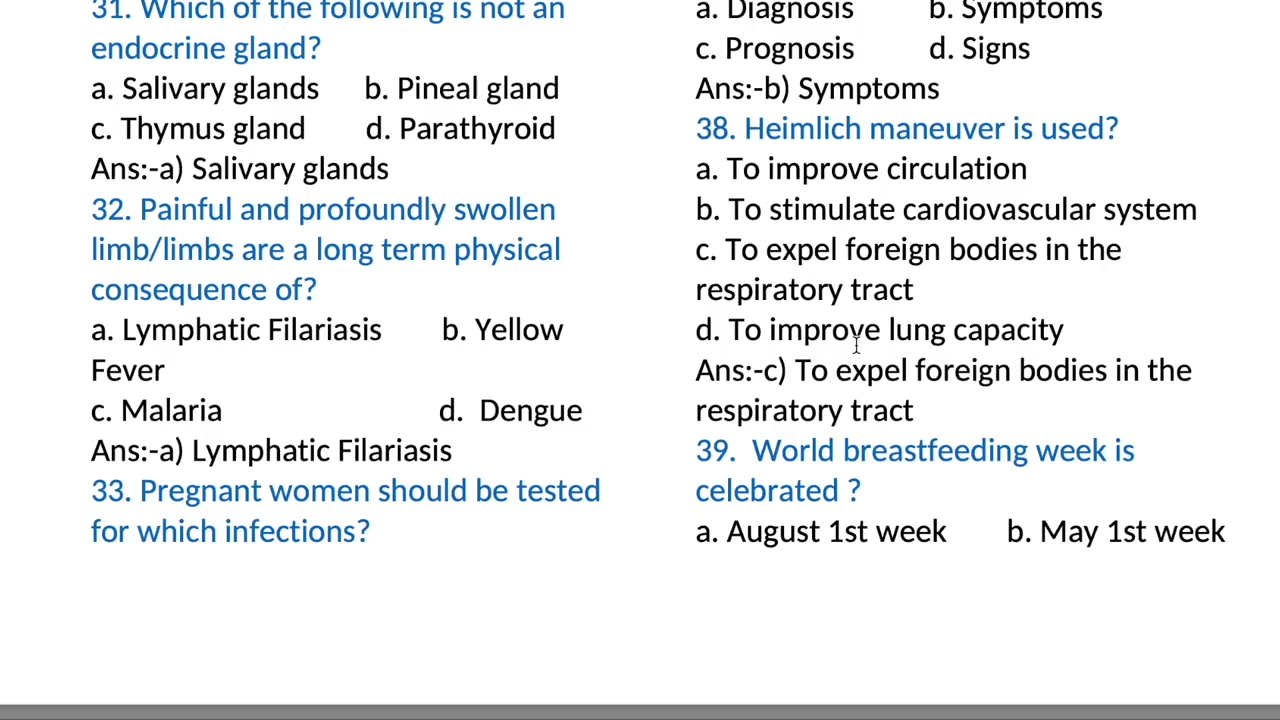 31. Which of the following is not an
endocrine gland?
a. Salivary glands b. Pineal gland
c. Thymus gland d. Parathyroid
Ans:-a) Salivary glands
32. Painful and profoundly swollen
limb/limbs are a long term physical
consequence of?
a. Lymphatic Filariasis b. Yellow
Fever
c. Malaria d. Dengue
Ans:-a) Lymphatic Filariasis
33. Pregnant women should be tested
for which infections?
a. Diagnosis b. Symptoms
c. Prognosis d. Signs
Ans:-b) Symptoms
38. Heimlich maneuver is used?
a. To improve circulation
b. To stimulate cardiovascular system
c. To expel foreign bodies in the
respiratory tract
d. To improve lung capacity
Ans:-c) To expel foreign bodies in the
respiratory tract
39. World breastfeeding week is
celebrated ?
a. August 1st week b. May 1st week